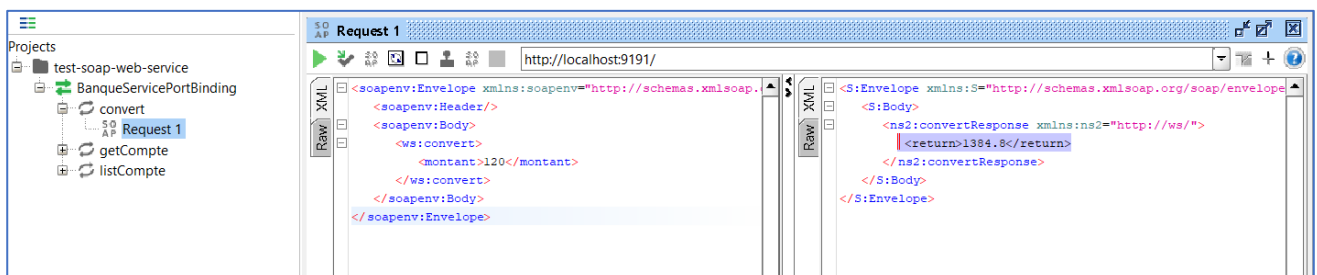 Projects
test-soap-web-service
BanqueServicePortBinding
convert
SOAP Request 1
getCompte
listCompte
SOAP Request 1
http://localhost:9191/
XML
Raw
<soapenv:Envelope xmlns:soapenv="http://schemas.xmlsoap.
<soapenv:Header/>
<soapenv:Body>
<ws:convert>
<montant>120</montant>
</ws:convert>
</soapenv:Body>
</soapenv:Envelope>
XML
Raw
<S:Envelope xmlns:S="http://schemas.xmlsoap.org/soap/envelope
<S:Body>
<ns2:convertResponse xmlns:ns2="http://ws/">
<return>1384.8</return>
</ns2:convertResponse>
</S:Body>
</S:Envelope>